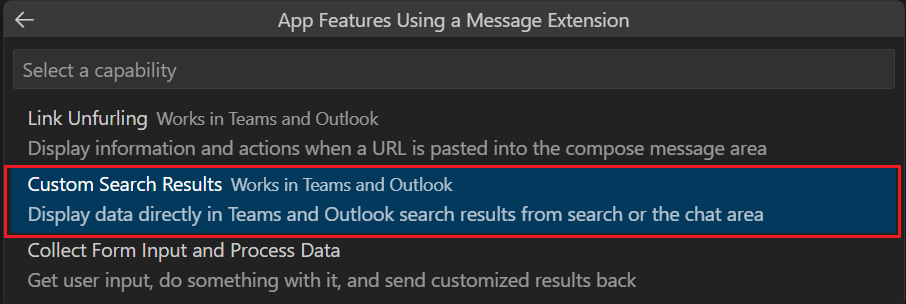 App Features Using a Message Extension
Select a capability
Link Unfurling Works in Teams and Outlook
Display information and actions when a URL is pasted into the compose message area
Custom Search Results Works in Teams and Outlook
Display data directly in Teams and Outlook search results from search or the chat area
Collect Form Input and Process Data
Get user input, do something with it, and send customized results back